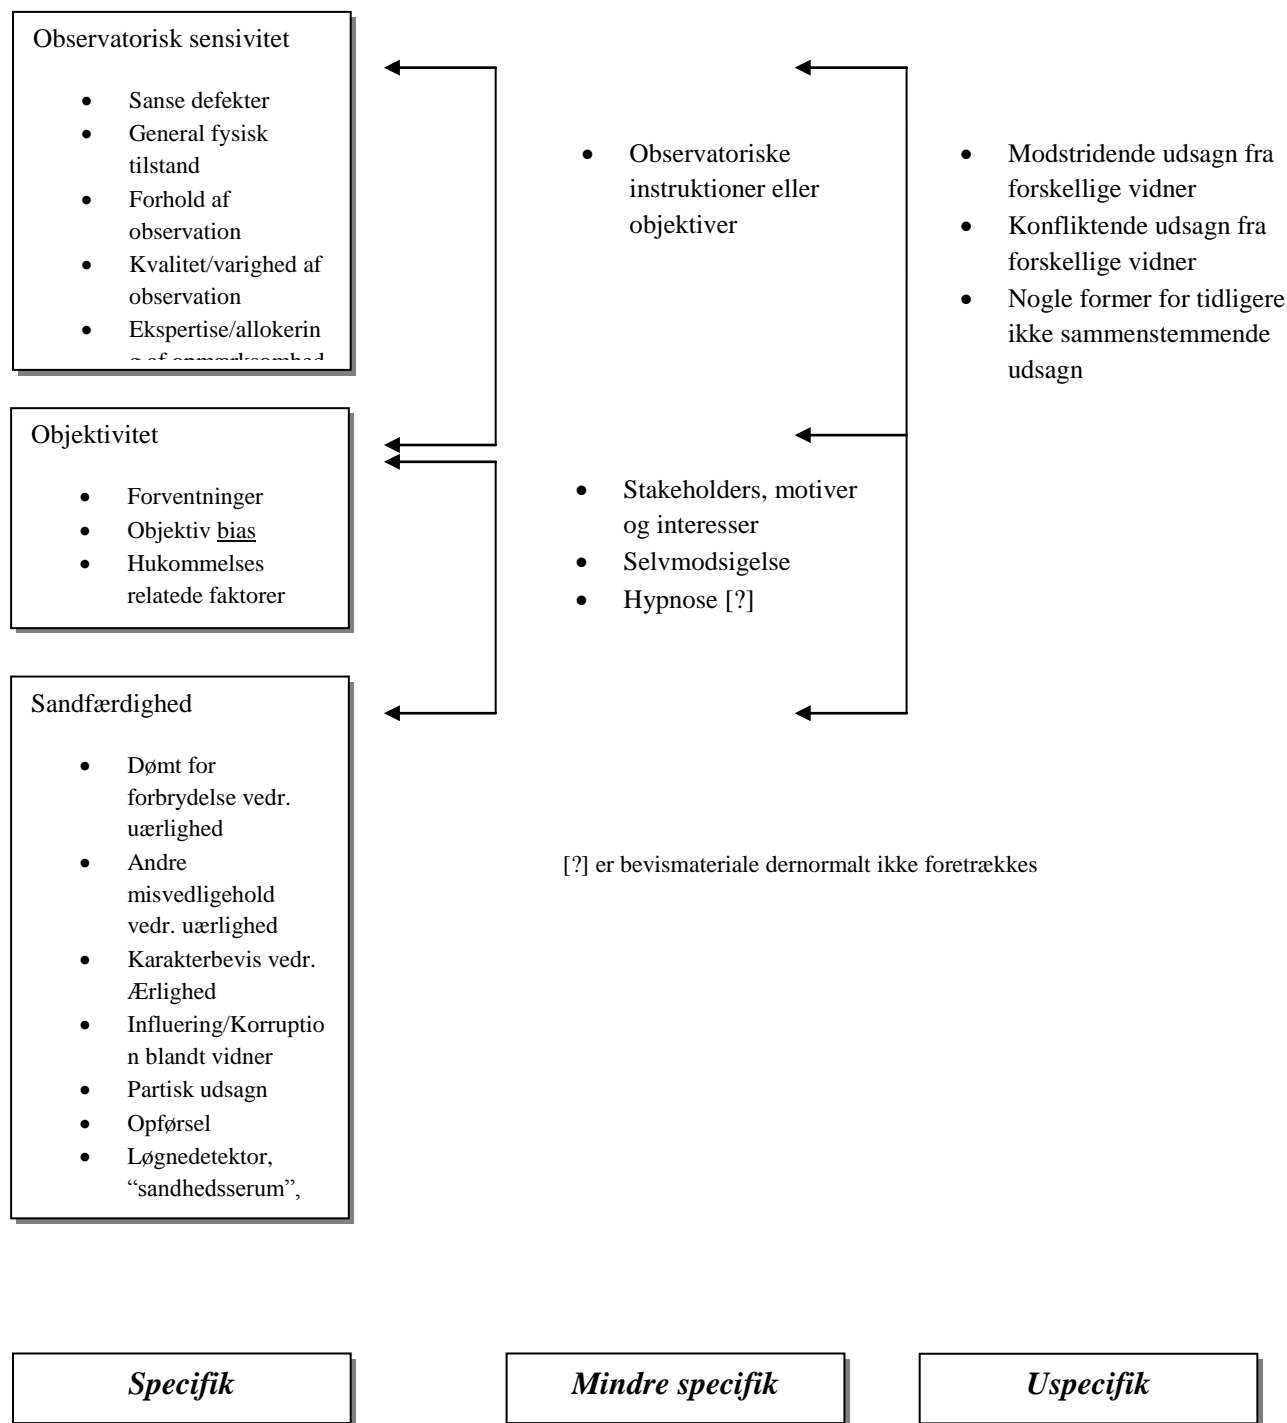 Observatorisk sensivitet
• Sanse defekter
• General fysisk
tilstand
• Forhold af
observation
• Kvalitet/varighed af
observation
• Ekspertise/allokerin
g af opmærksomhed
Objektivitet
• Forventninger
• Objektiv bias
• Hukommelses
relatede faktorer
Sandfærdighed
• Dømt for
forbrydelse vedr.
uærlighed
• Andre
misvedligehold
vedr. uærlighed
• Karakterbevis vedr.
Ærlighed
• Influering/Korruptio
n blandt vidner
• Partisk udsagn
• Opførsel
• Løgnedetektor,
“sandhedsserum”,
• Observatoriske
instruktioner eller
objektiver
• Stakeholders, motiver
og interesser
• Selvmodsigelse
• Hypnose [?]
[?] er bevismateriale dernormalt ikke foretrækkes
• Modstridende udsagn fra
forskellige vidner
• Konfliktende udsagn fra
forskellige vidner
• Nogle former for tidligere
ikke sammenstemmende
udsagn
Specifik
Mindre specifik
Uspecifik